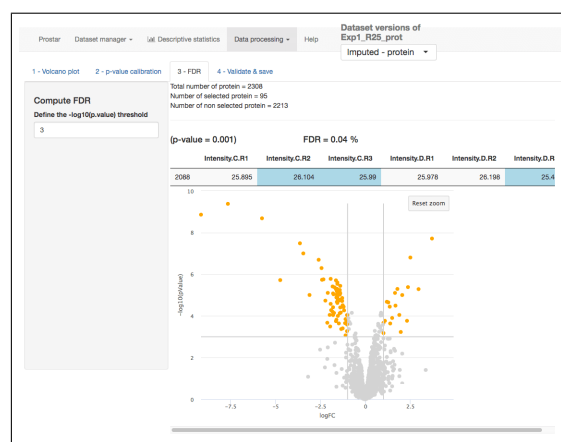 Dataset versions of
Prostar Dataset manager Descriptive statistics Data processing Help Exp1_R25_prot
Imputed - protein
1 - Volcano plot 2 - p-value calibration 3 - FDR 4 - Validate & save
Total number of protein = 2308
Number of selected protein = 95
Number of non selected protein = 2213
Compute FDR
Define the -log10(p.value) threshold
3
(p-value = 0.001) FDR = 0.04 %
Intensity.C.R1 Intensity.C.R2 Intensity.C.R3 Intensity.D.R1 Intensity.D.R2 Intensity.D.R
2088 25.895 26.104 25.99 25.978 26.198 25.4
Reset zoom
10
8
6
4
2
0
-log10(pValue)
-7.5 -5 -2.5 0 2.5
logFC